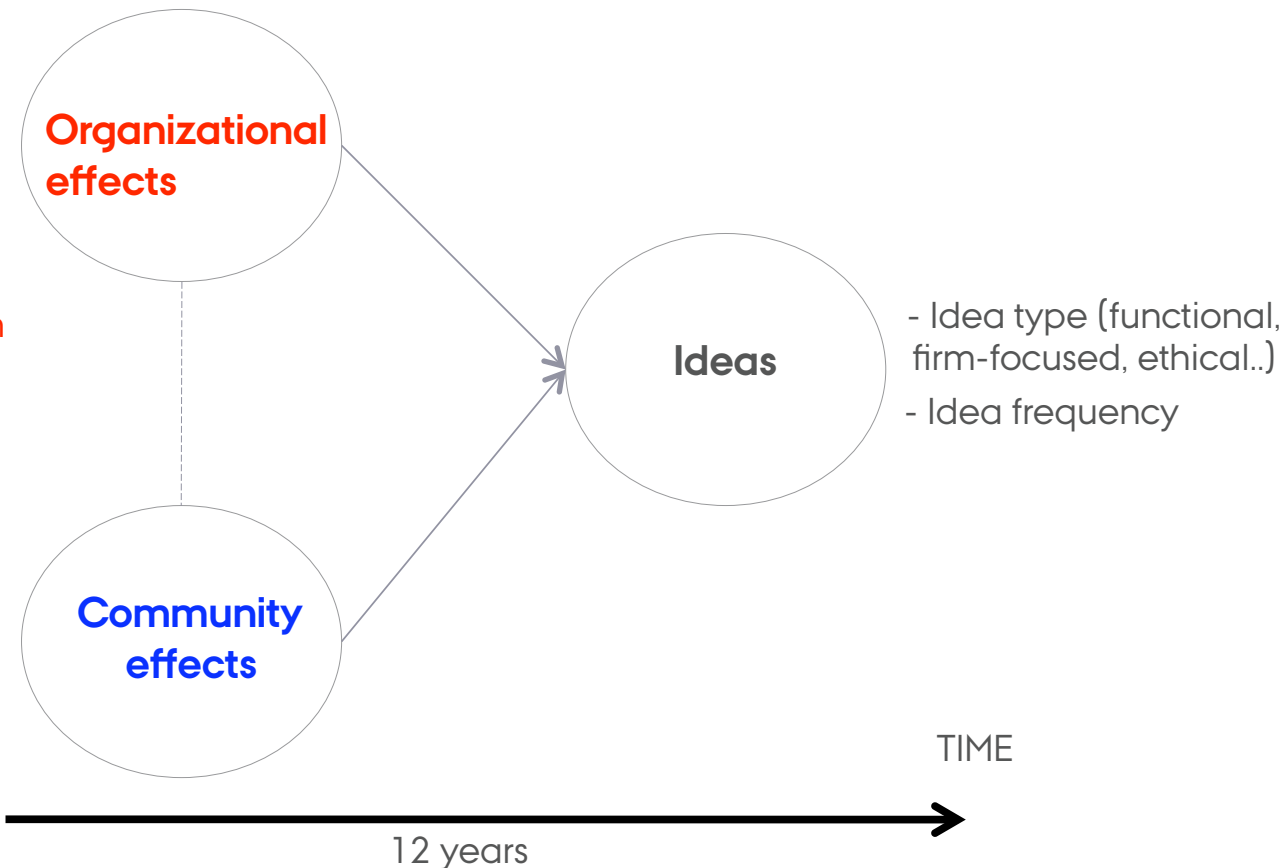 Organizational
effects
Ideas
- Idea type (functional,
firm-focused, ethical..)
- Idea frequency
Community
effects
TIME
12 years